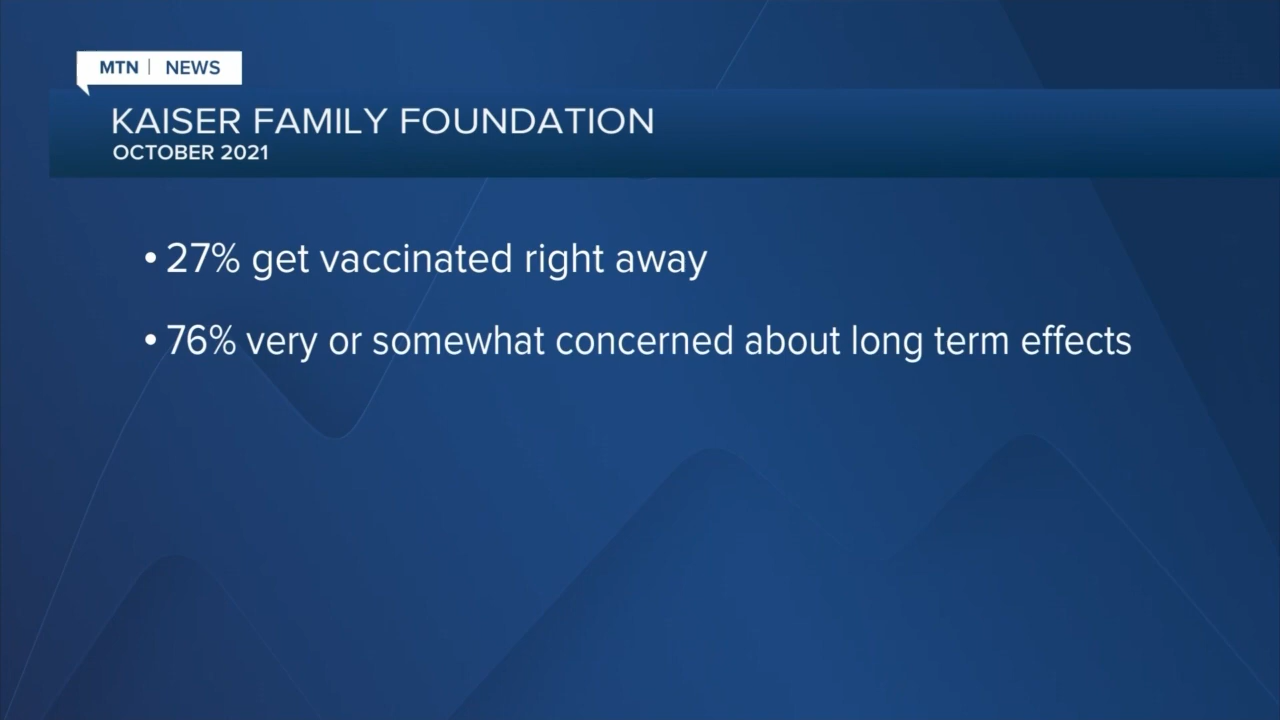 MTN | NEWS
KAISER FAMILY FOUNDATION
OCTOBER 2021
• 27% get vaccinated right away
• 76% very or somewhat concerned about long term effects